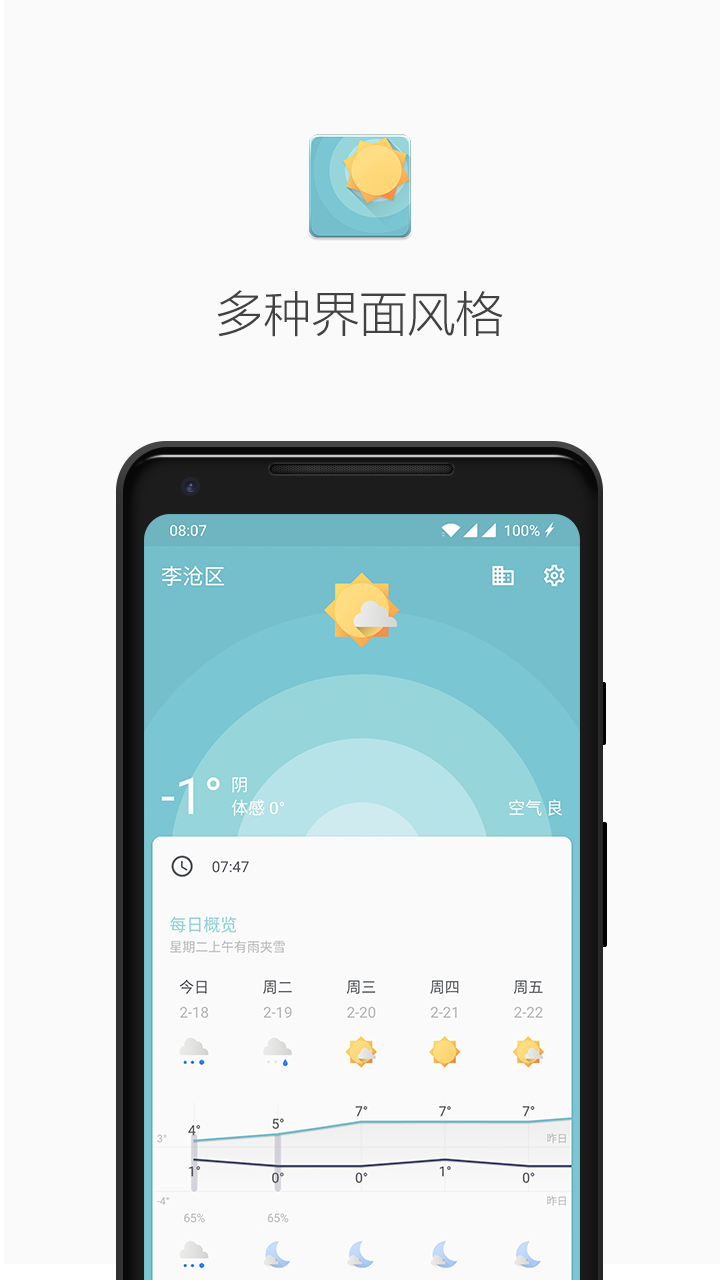 多种界面风格
08:07 100%
李沧区
-1° 阴
体感 0° 空气 良
07:47
每日概览
星期二上午有雨夹雪
今日 周二 周三 周四 周五
2-18 2-19 2-20 2-21 2-22
4° 5° 7° 7° 7°
3° 昨日
1° 0° 0° 1° 0°
-4° 昨日
65% 65%